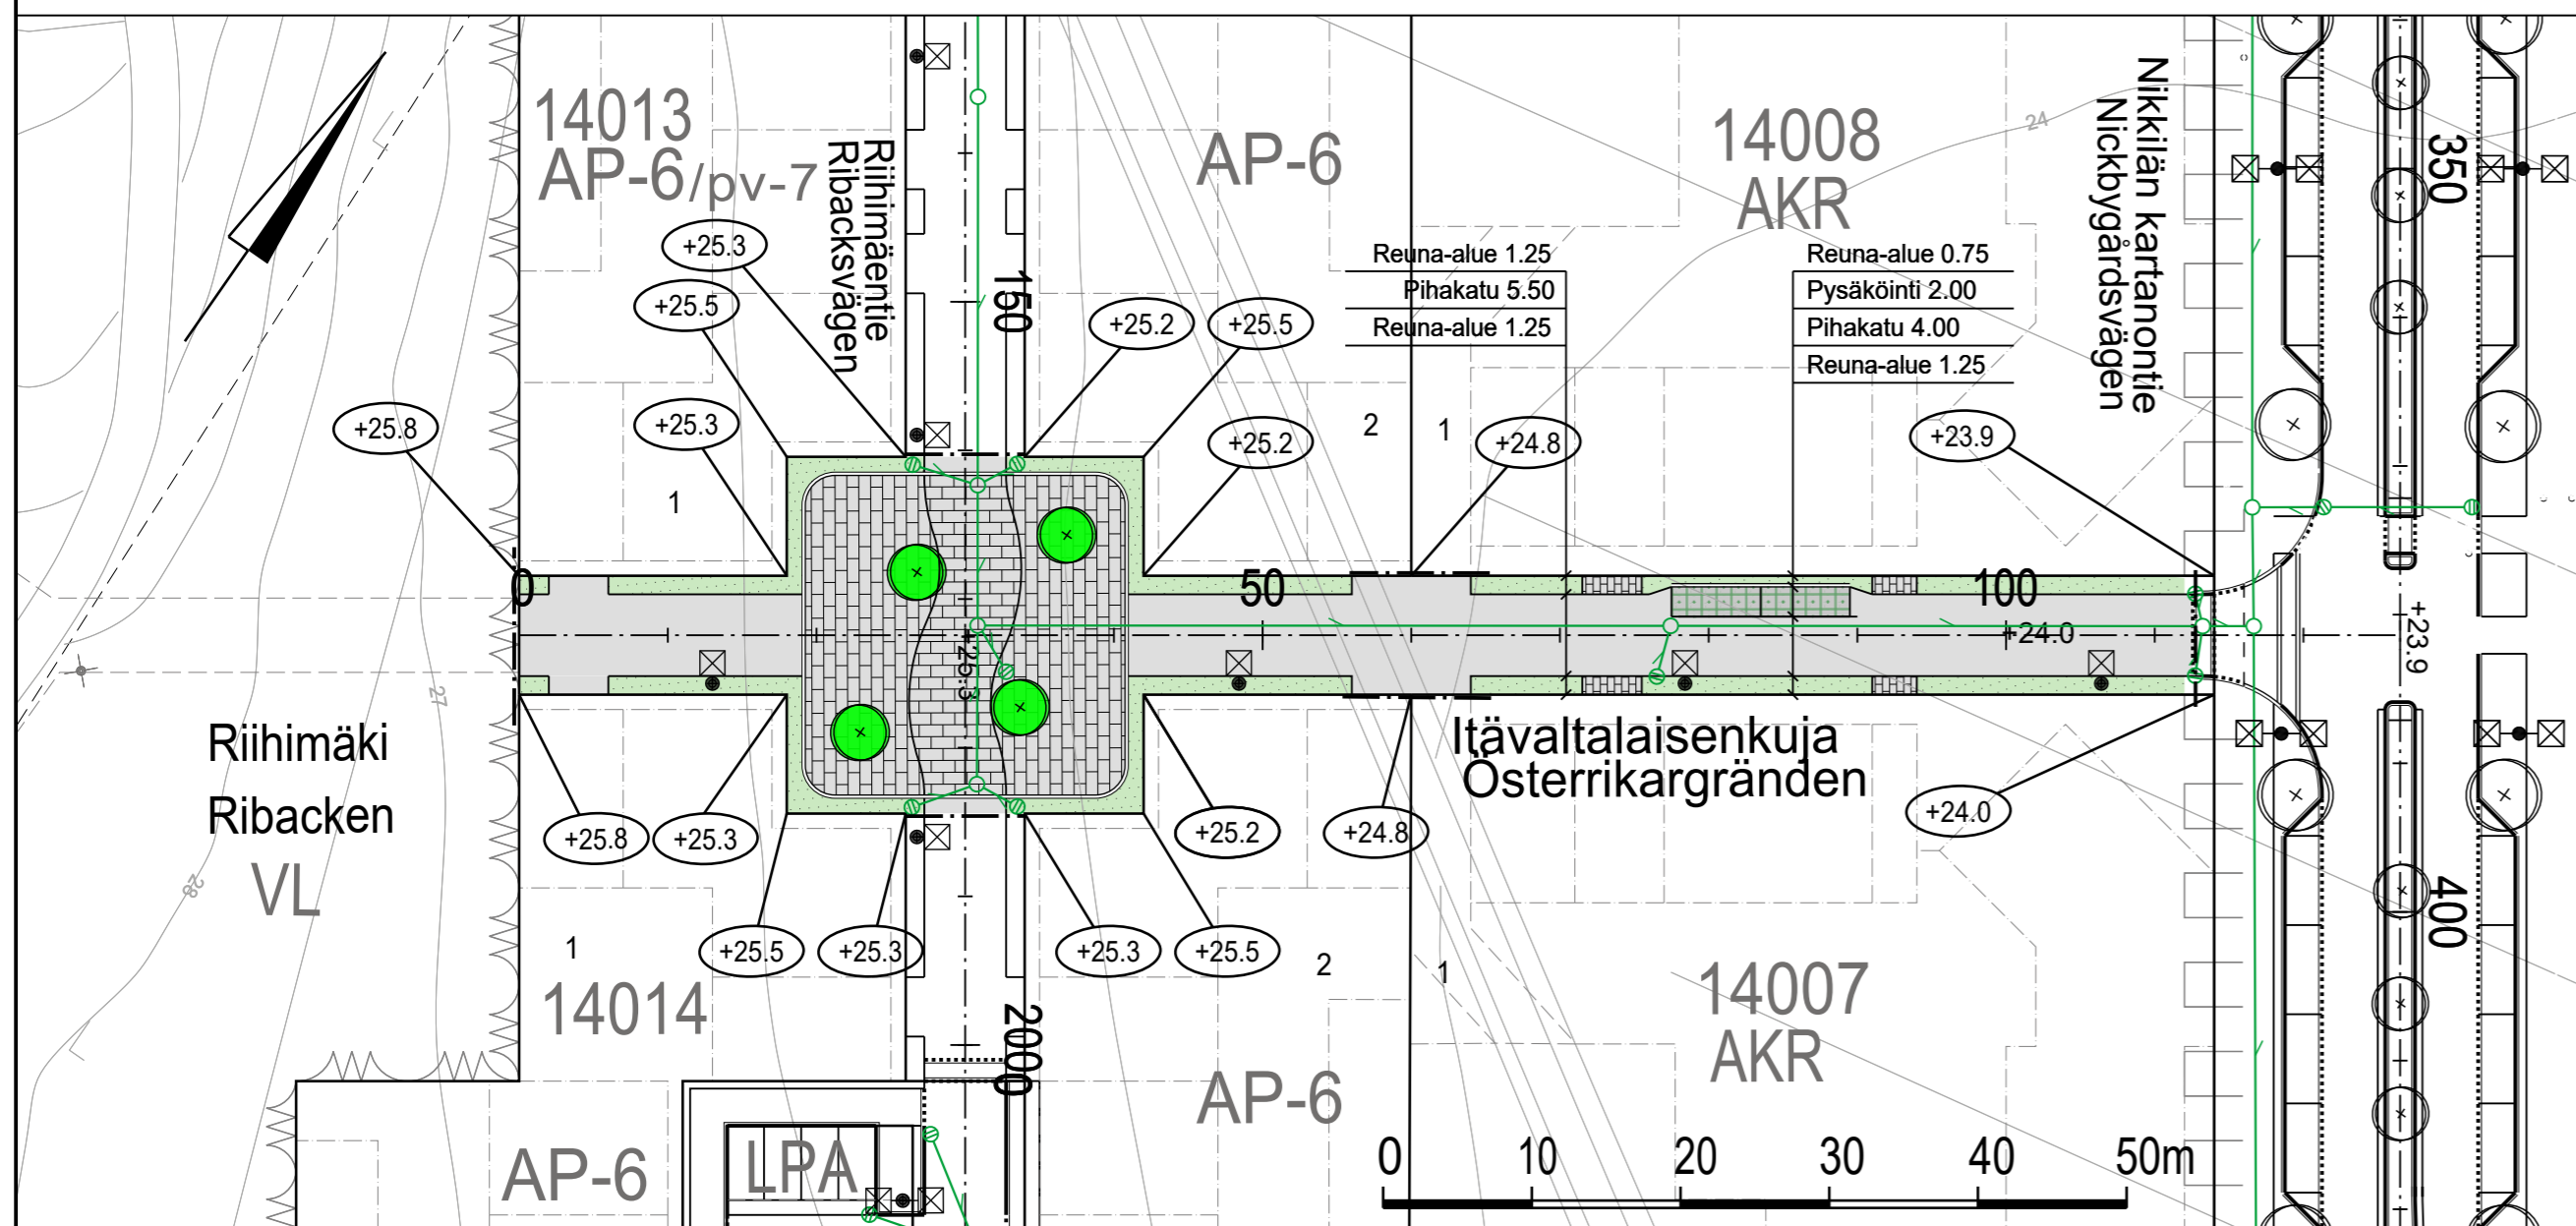 14013
AP-6/pv-7
Riihimäentie
Ribacksvägen
150
AP-6
14008
AKR
24
Nikkilän kartanontie
Nickbygårdsvägen
350
+25.3
+25.5
+25.3
+25.8
+25.2
+25.5
+25.2
Reuna-alue 1.25
Pihakatu 5.50
Reuna-alue 1.25
Reuna-alue 0.75
Pysäköinti 2.00
Pihakatu 4.00
Reuna-alue 1.25
2
1
+24.8
+23.9
1
0
50
100
+24.0
+25.3
+23.9
27
28
Riihimäki
Ribacken
VL
Itävaltalaisenkuja
Österrikargränden
+25.8
+25.3
+25.2
+24.8
+24.0
+25.5
+25.3
+25.3
+25.5
1
2
1
14014
14007
AKR
400
2000
AP-6
AP-6
LPA
0 10 20 30 40 50m